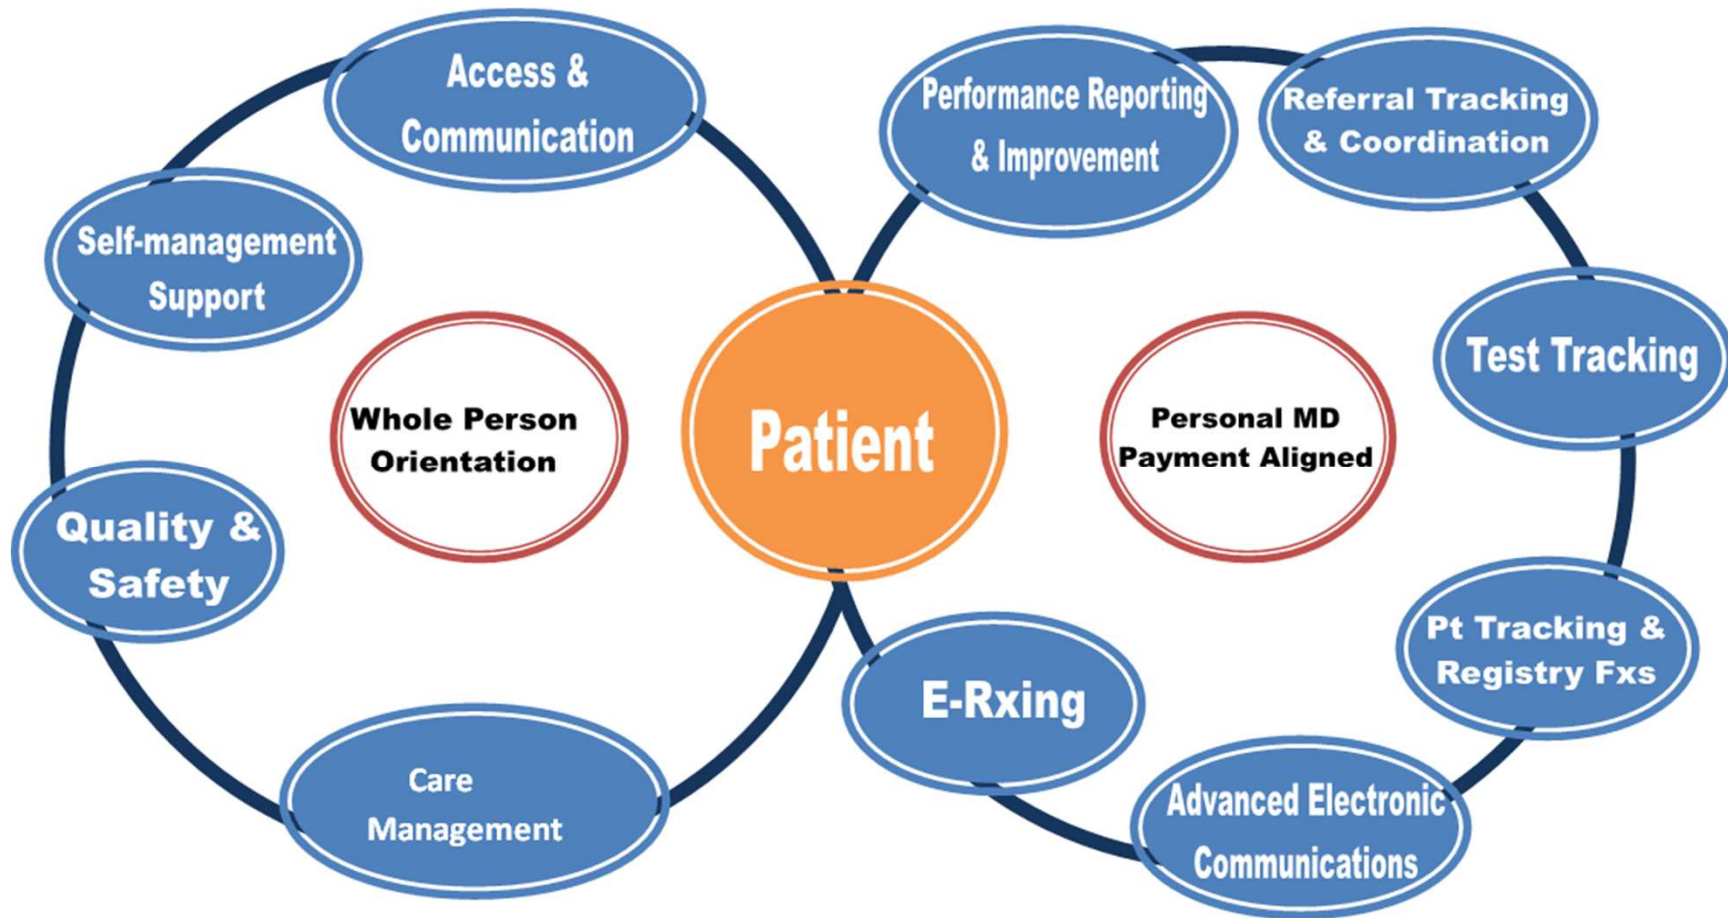 Access &
Communication
Self-management
Support
Whole Person
Orientation
Quality &
Safety
Care
Management
Patient
Performance Reporting
& Improvement
Referral Tracking
& Coordination
Test Tracking
Personal MD
Payment Aligned
Pt Tracking &
Registry Fxs
E-Rxing
Advanced Electronic
Communications